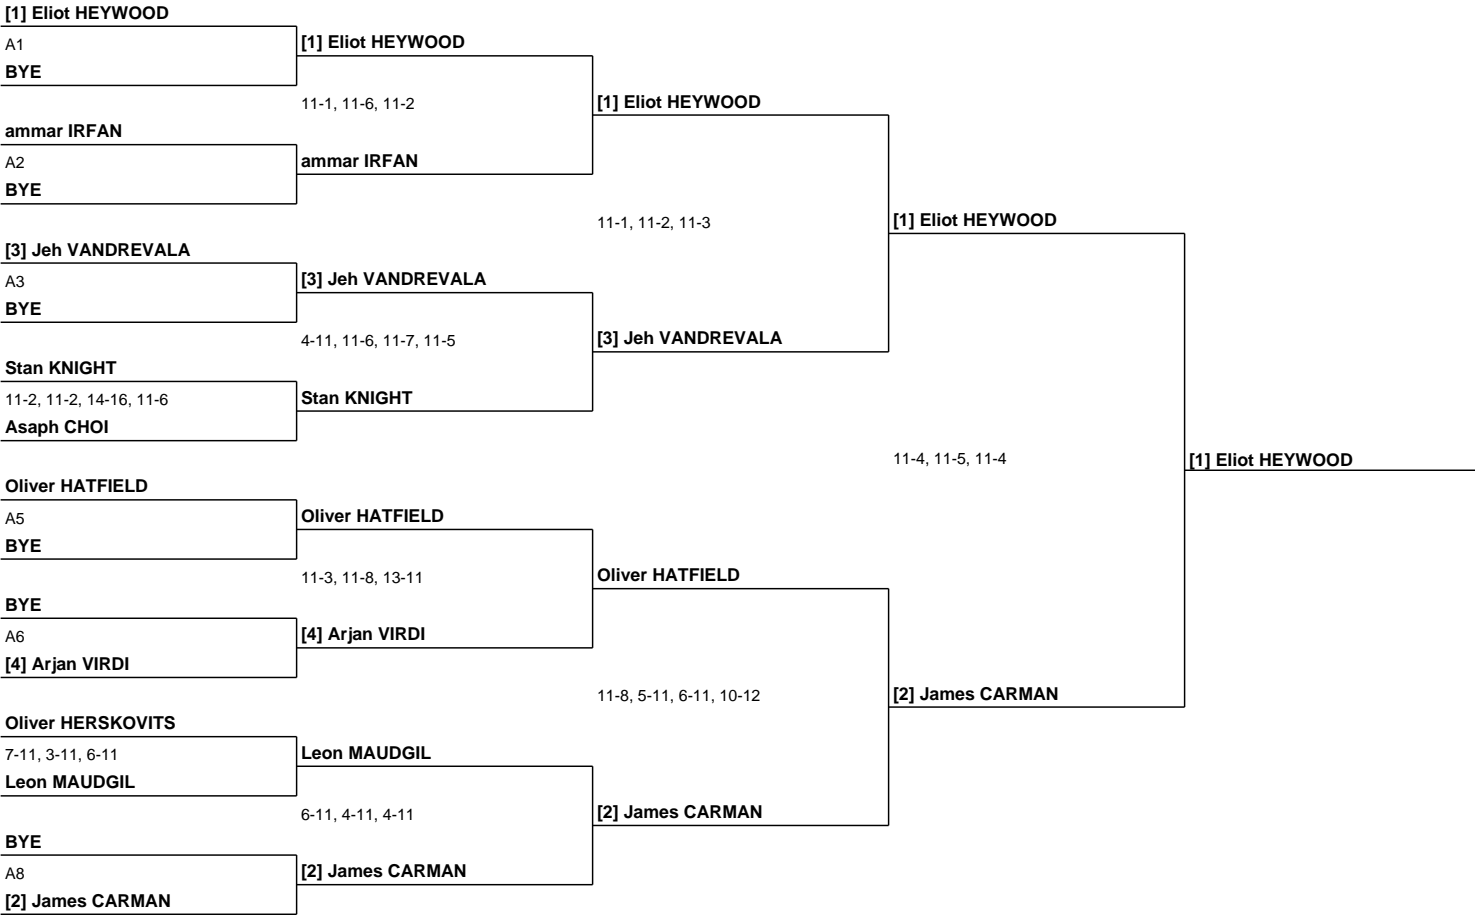 [1] Eliot HEYWOOD
A1
BYE
ammar IRFAN
A2
BYE
[3] Jeh VANDREVALA
A3
BYE
Stan KNIGHT
11-2, 11-2, 14-16, 11-6
Asaph CHOI
Oliver HATFIELD
A5
BYE
BYE
A6
[4] Arjan VIRDI
Oliver HERSKOVITS
7-11, 3-11, 6-11
Leon MAUDGIL
BYE
A8
[2] James CARMAN
[1] Eliot HEYWOOD
11-1, 11-6, 11-2
ammar IRFAN
[3] Jeh VANDREVALA
4-11, 11-6, 11-7, 11-5
Stan KNIGHT
Oliver HATFIELD
11-3, 11-8, 13-11
[4] Arjan VIRDI
Leon MAUDGIL
6-11, 4-11, 4-11
[2] James CARMAN
[1] Eliot HEYWOOD
11-1, 11-2, 11-3
[3] Jeh VANDREVALA
Oliver HATFIELD
11-8, 5-11, 6-11, 10-12
[2] James CARMAN
[1] Eliot HEYWOOD
11-4, 11-5, 11-4
[2] James CARMAN
[1] Eliot HEYWOOD